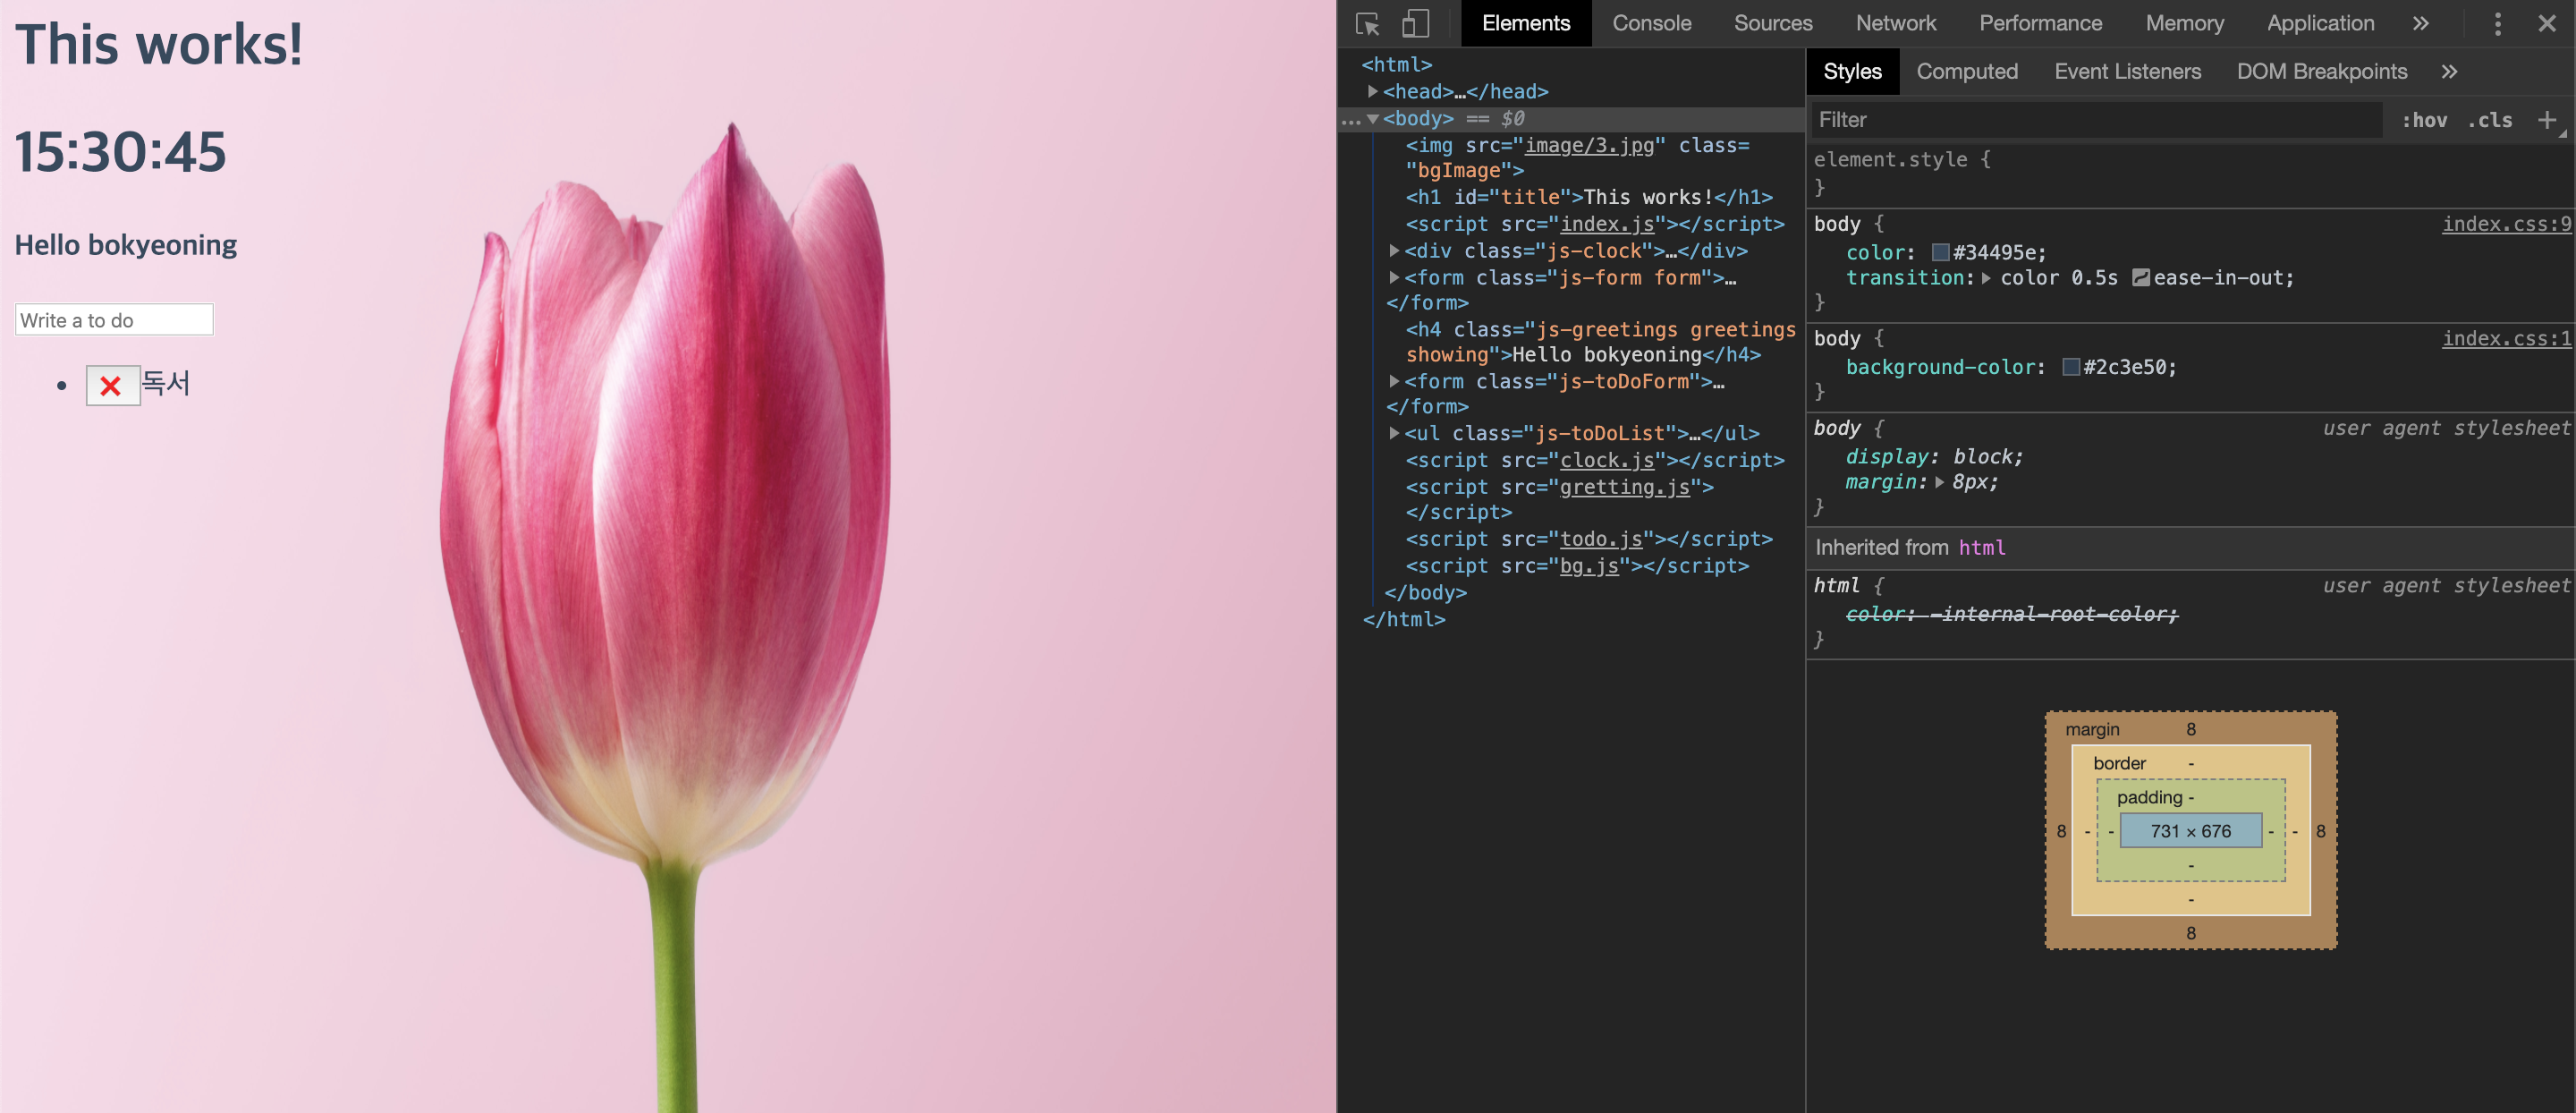 This works!
15:30:45
Hello bokyeoning
Write a to do
• ❌독서
Elements Console Sources Network Performance Memory Application »
<html>
▶<head>…</head>
… ▼<body> == $0
<img src="image/3.jpg" class=
"bgImage">
<h1 id="title">This works!</h1>
<script src="index.js"></script>
▶<div class="js-clock">…</div>
▶<form class="js-form form">…
</form>
<h4 class="js-greetings greetings
showing">Hello bokyeoning</h4>
▶<form class="js-toDoForm">…
</form>
▶<ul class="js-toDoList">…</ul>
<script src="clock.js"></script>
<script src="gretting.js">
</script>
<script src="todo.js"></script>
<script src="bg.js"></script>
</body>
</html>
Styles Computed Event Listeners DOM Breakpoints »
Filter :hov .cls +
element.style {
}
body { index.css:9
color: #34495e;
transition:▶ color 0.5s ease-in-out;
}
body { index.css:1
background-color: #2c3e50;
}
body { user agent stylesheet
display: block;
margin:▶ 8px;
}
Inherited from html
html { user agent stylesheet
color: -internal-root-color;
}
margin 8
border -
padding -
8 - - 731 × 676 - - 8
-
-
8